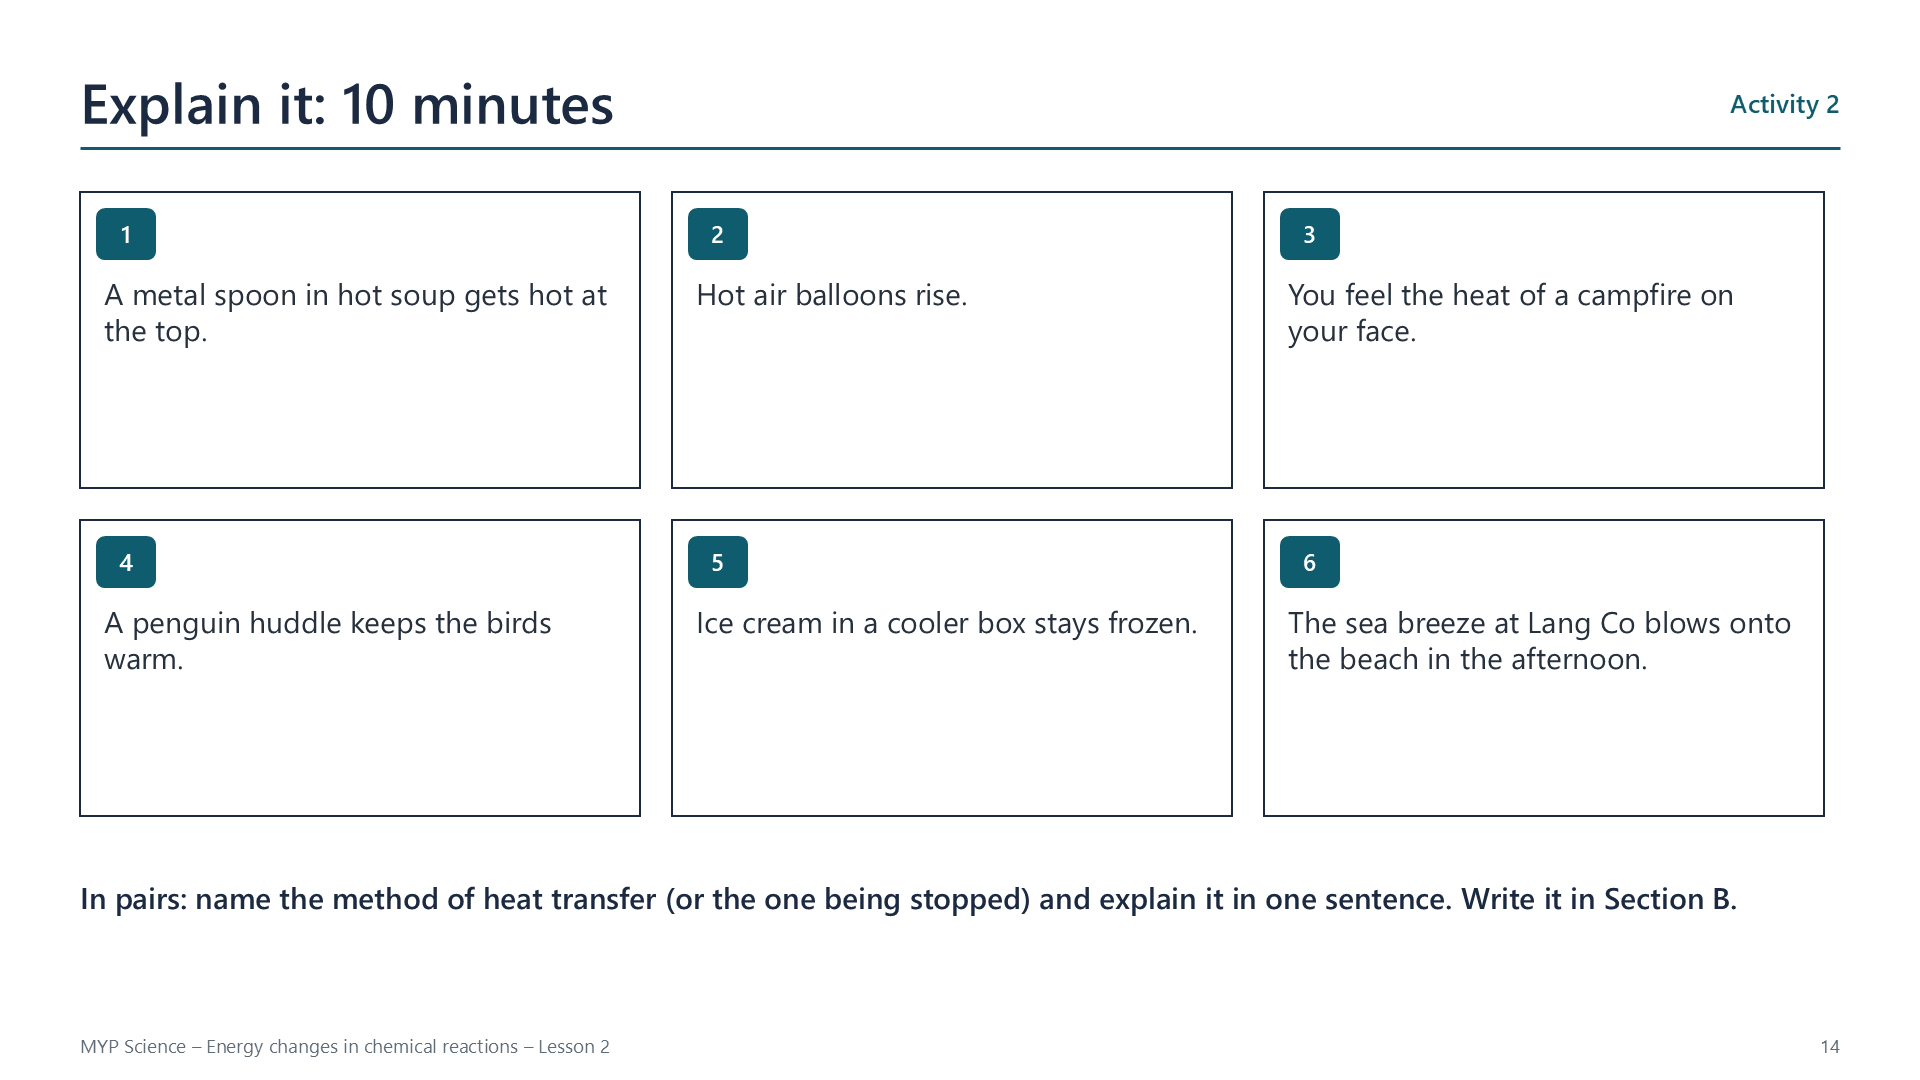 Explain it: 10 minutes
Activity 2
1
A metal spoon in hot soup gets hot at
the top.
2
Hot air balloons rise.
3
You feel the heat of a campfire on
your face.
4
A penguin huddle keeps the birds
warm.
5
Ice cream in a cooler box stays frozen.
6
The sea breeze at Lang Co blows onto
the beach in the afternoon.
In pairs: name the method of heat transfer (or the one being stopped) and explain it in one sentence. Write it in Section B.
MYP Science – Energy changes in chemical reactions – Lesson 2
14